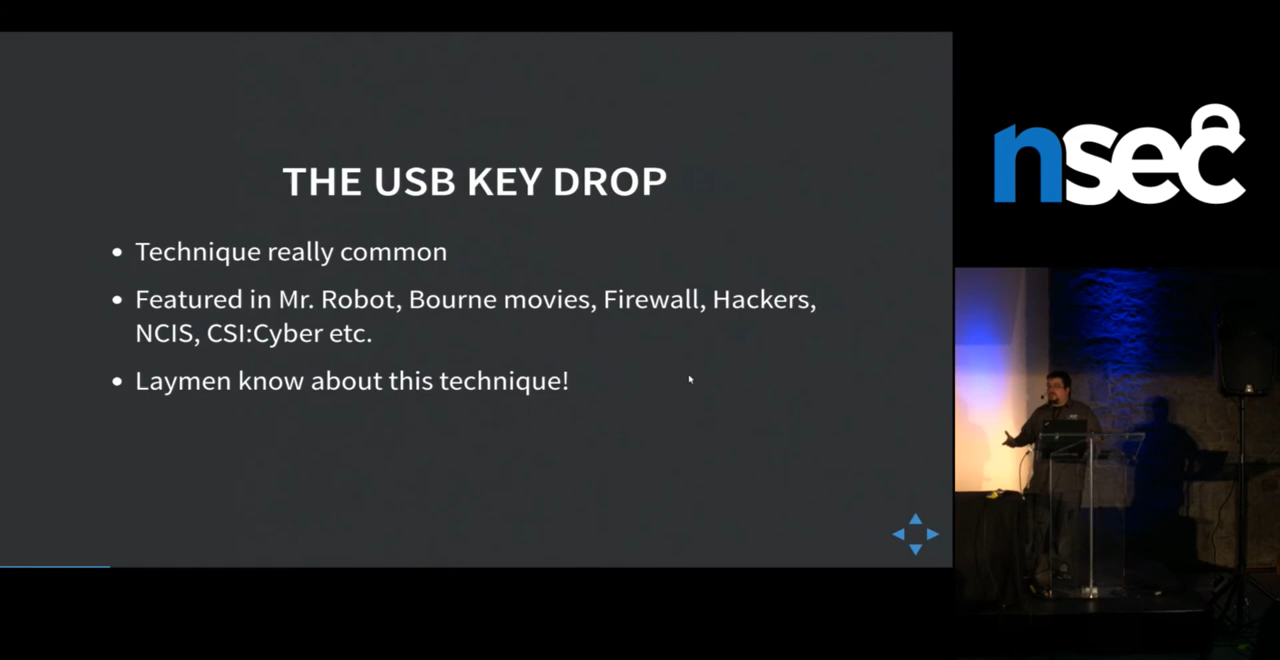 THE USB KEY DROP
• Technique really common
• Featured in Mr. Robot, Bourne movies, Firewall, Hackers,
NCIS, CSI:Cyber etc.
• Laymen know about this technique!
nsec